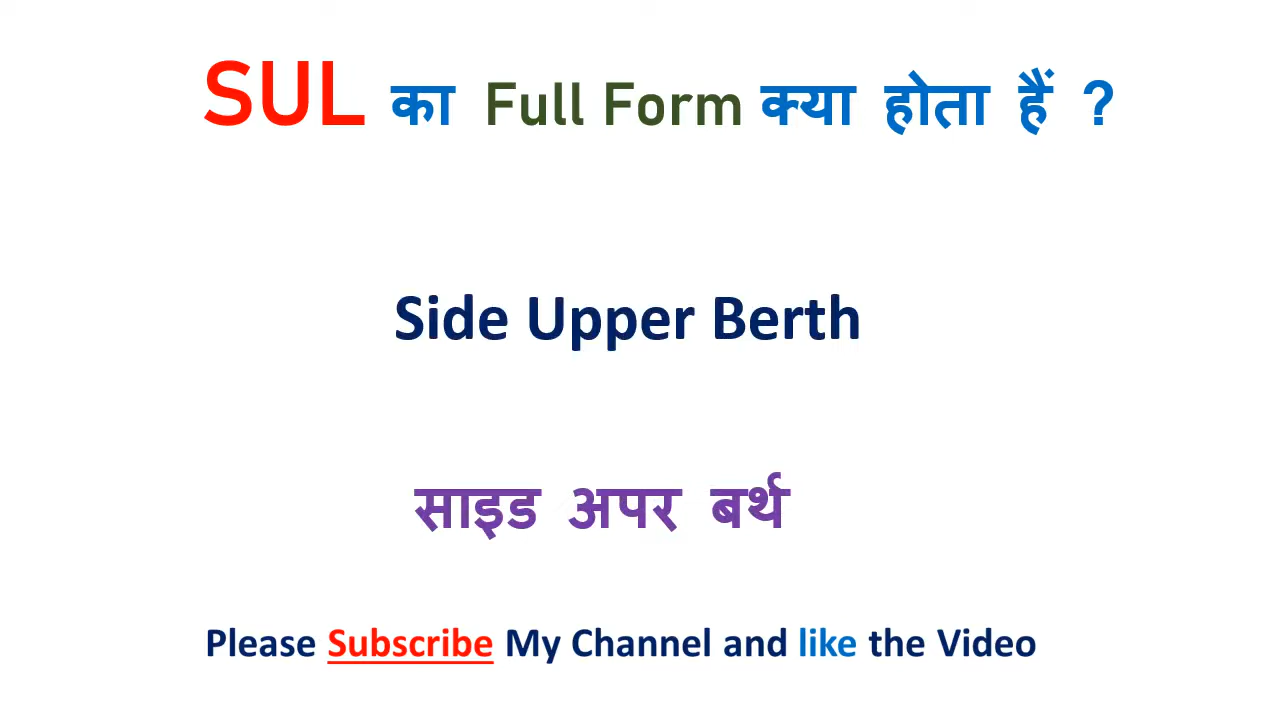 SUL का Full Form क्या होता हैं ?
Side Upper Berth
साइड अपर बर्थ
Please Subscribe My Channel and like the Video